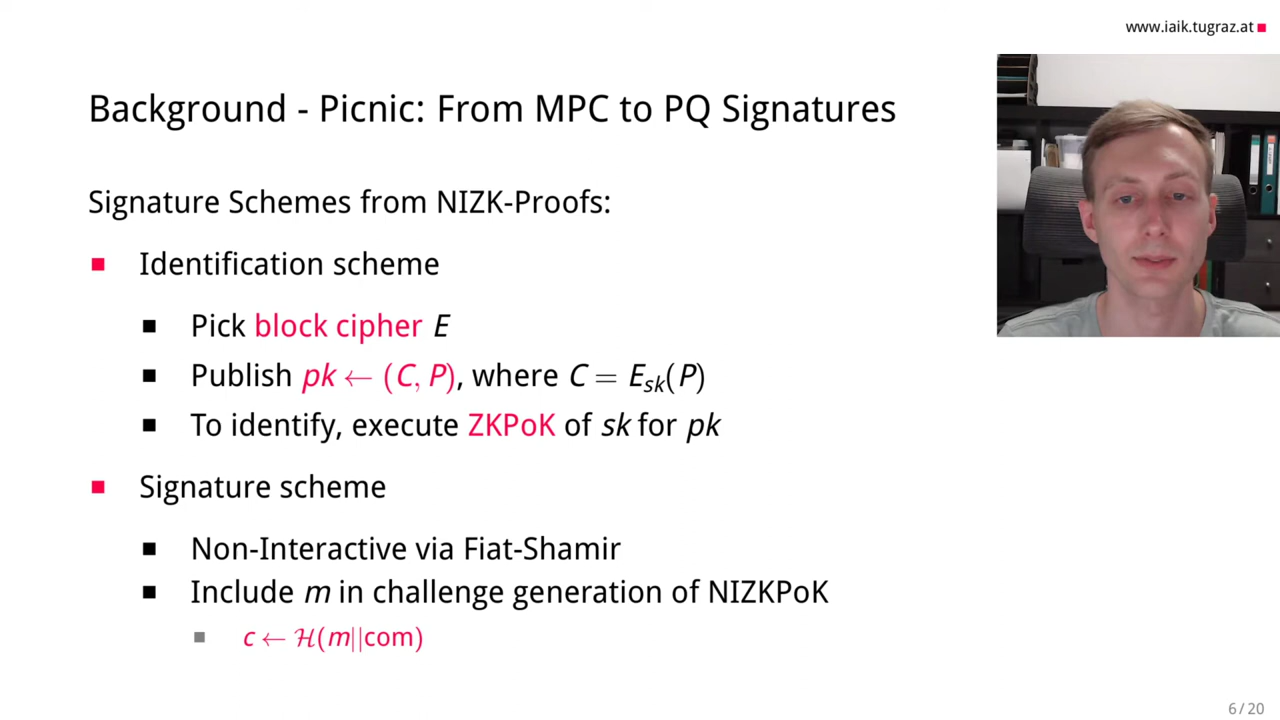 www.iaik.tugraz.at
Background - Picnic: From MPC to PQ Signatures
Signature Schemes from NIZK-Proofs:
Identification scheme
Pick block cipher E
Publish pk ← (C, P), where C = E_sk(P)
To identify, execute ZKPoK of sk for pk
Signature scheme
Non-Interactive via Fiat-Shamir
Include m in challenge generation of NIZKPoK
c ← ℋ(m||com)
6 / 20